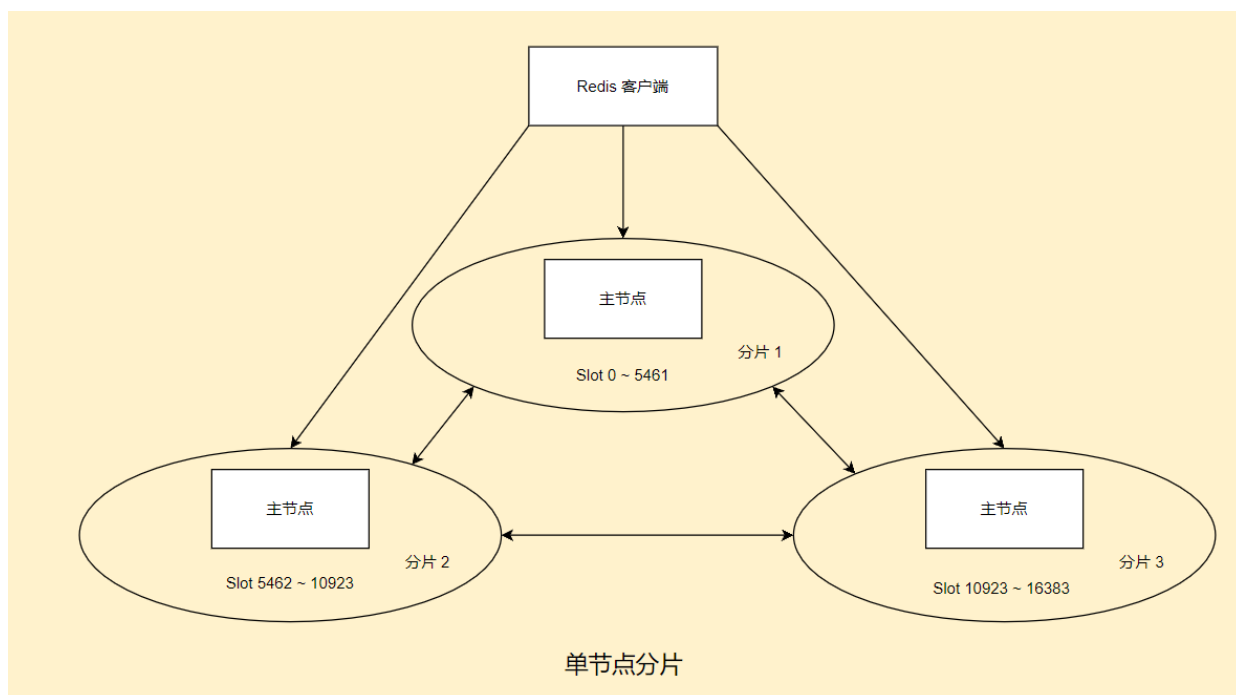 Redis 客户端
主节点
分片 1
Slot 0 ~ 5461
主节点
分片 2
Slot 5462 ~ 10923
主节点
分片 3
Slot 10923 ~ 16383
单节点分片